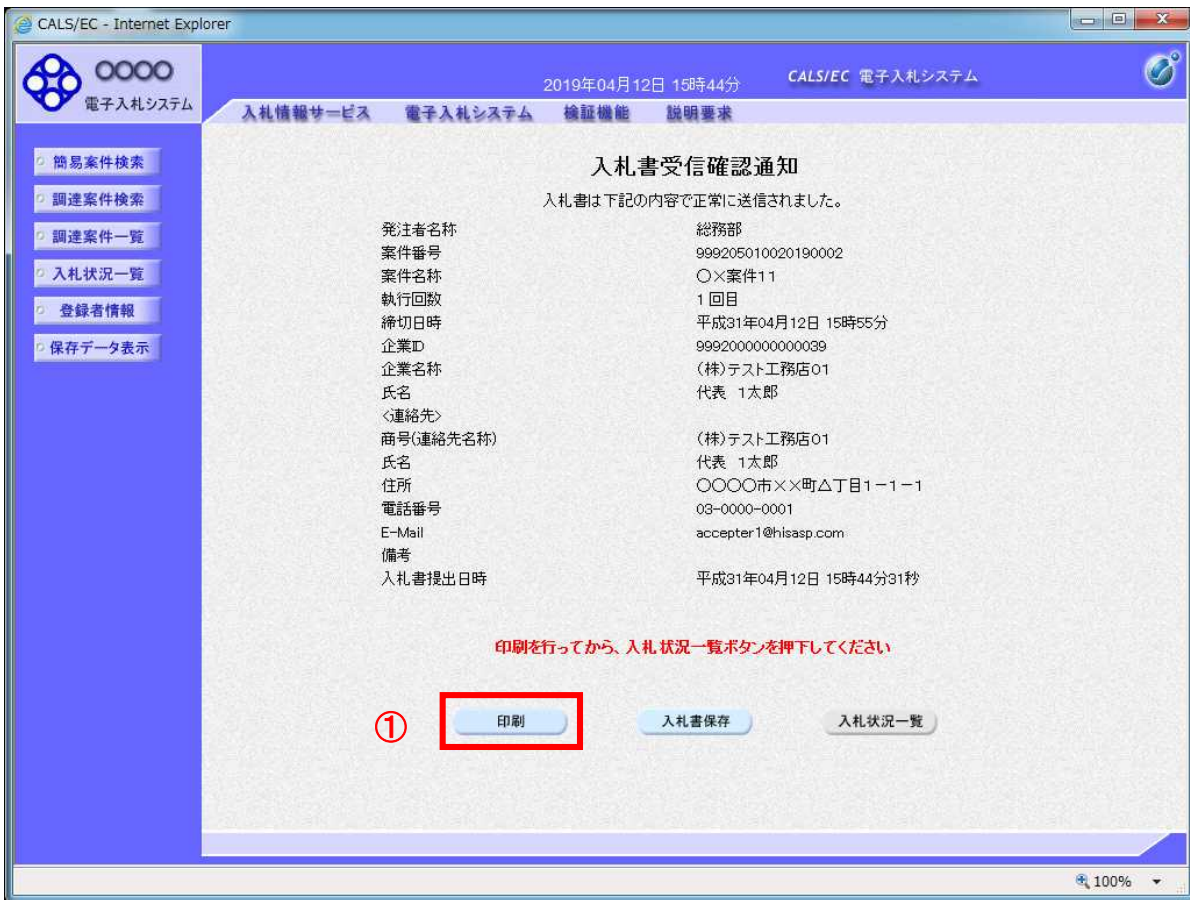 CALS/EC - Internet Explorer
○○○○
電子入札システム
2019年04月12日 15時44分
CALS/EC 電子入札システム
入札情報サービス 電子入札システム 検証機能 説明要求
簡易案件検索
調達案件検索
調達案件一覧
入札状況一覧
登録者情報
保存データ表示
入札書受信確認通知
入札書は下記の内容で正常に送信されました。
発注者名称 総務部
案件番号 999205010020190002
案件名称 ○×案件11
執行回数 1回目
締切日時 平成31年04月12日 15時55分
企業ID 9992000000000039
企業名称 (株)テスト工務店01
氏名 代表 1太郎
<連絡先>
商号(連絡先名称) (株)テスト工務店01
氏名 代表 1太郎
住所 ○○○○市××町△丁目1-1-1
電話番号 03-0000-0001
E-Mail accepter1@hisasp.com
備考
入札書提出日時 平成31年04月12日 15時44分31秒
印刷を行ってから、入札状況一覧ボタンを押下してください
① 印刷 入札書保存 入札状況一覧
100%